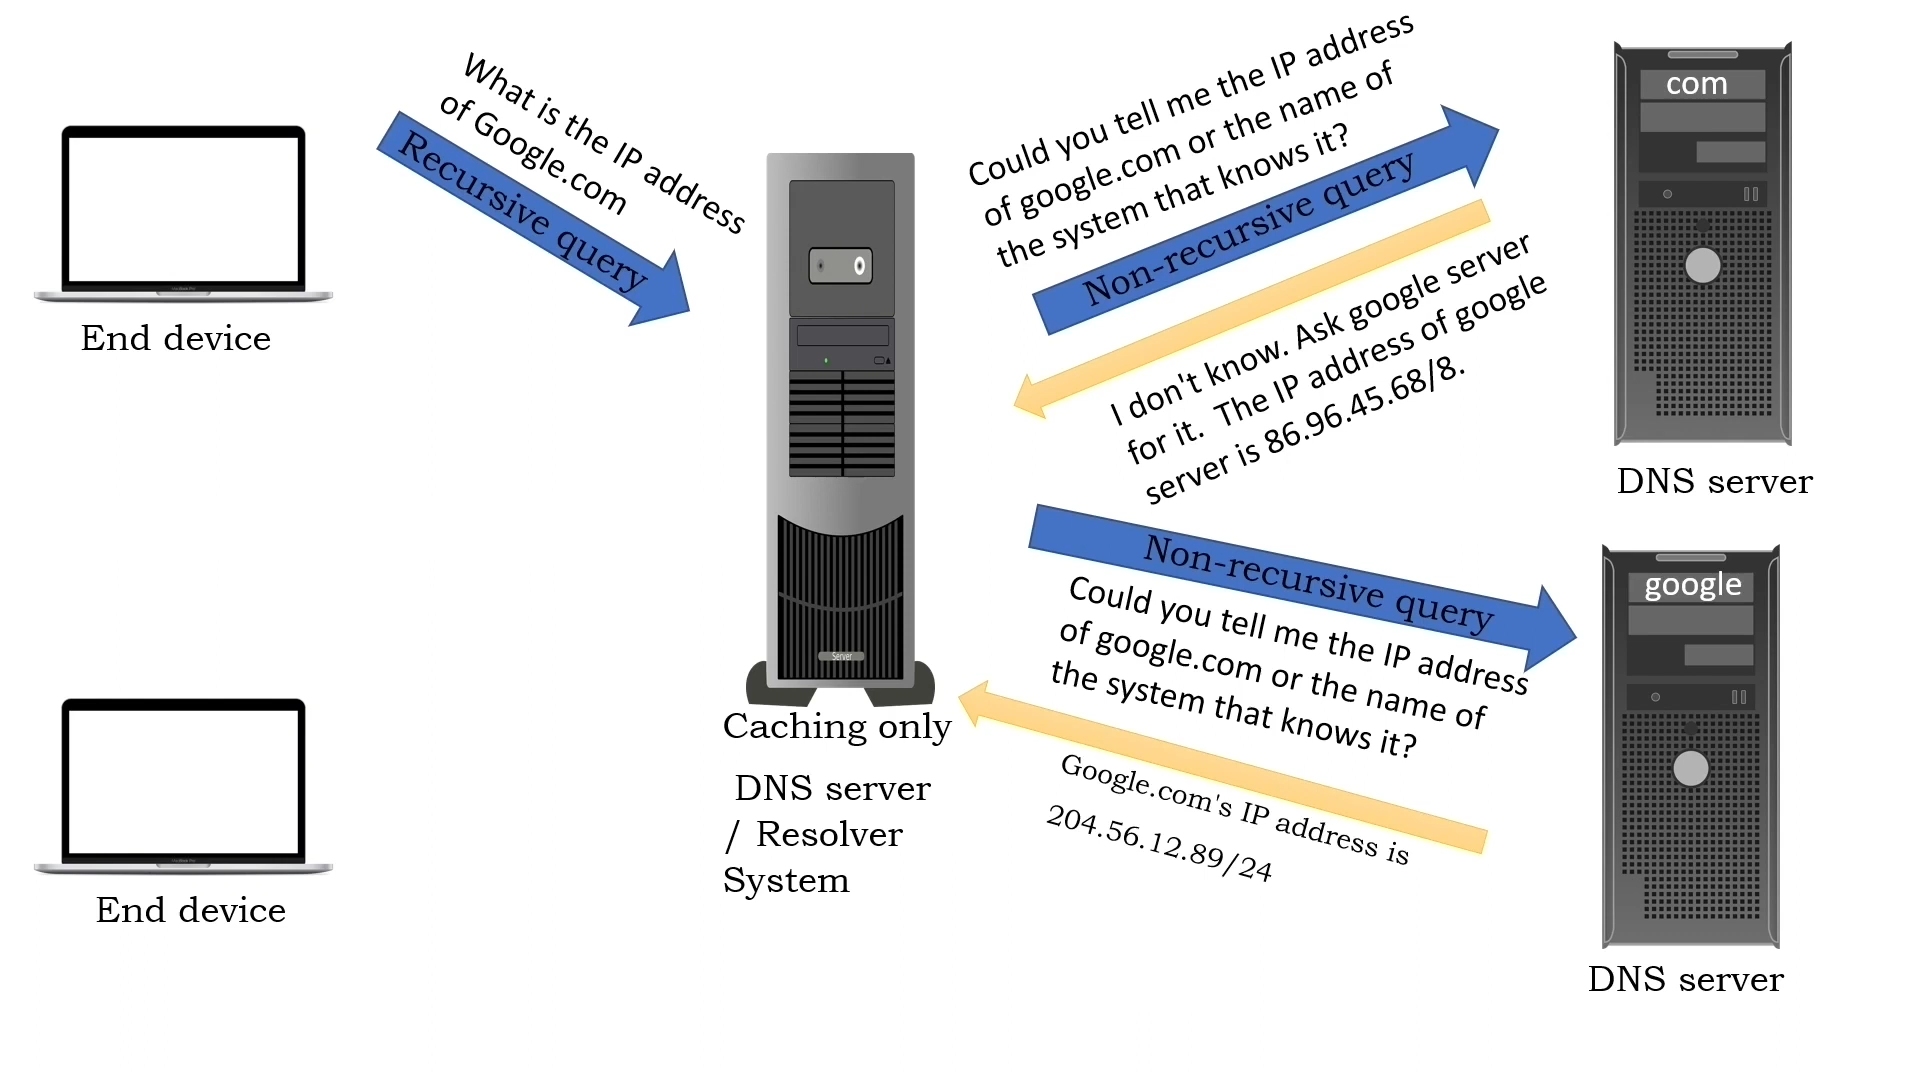 What is the IP address
of Google.com
Recursive query
End device
Could you tell me the IP address
of google.com or the name of
the system that knows it?
Non-recursive query
I don't know. Ask google server
for it.  The IP address of google
server is 86.96.45.68/8.
com
DNS server
Server
Caching only
DNS server
/ Resolver
System
Non-recursive query
Could you tell me the IP address
of google.com or the name of
the system that knows it?
Google.com's IP address is
204.56.12.89/24
google
DNS server
End device